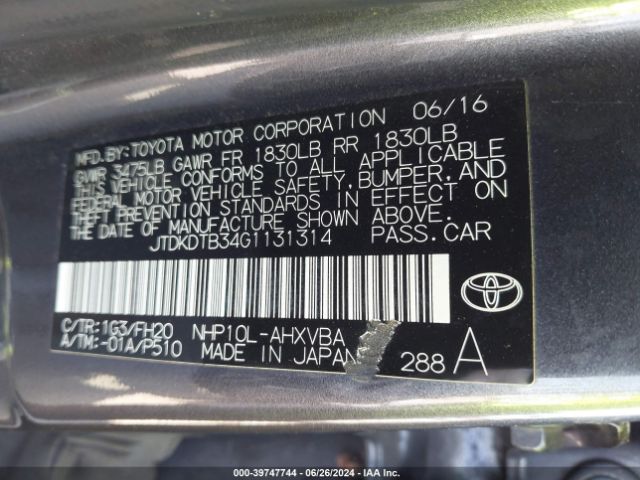 MFD.BY:TOYOTA MOTOR CORPORATION 06/16
GVWR 3475LB GAWR FR 1830LB RR 1830LB
THIS VEHICLE CONFORMS TO ALL APPLICABLE
FEDERAL MOTOR VEHICLE SAFETY,BUMPER,AND
THEFT PREVENTION STANDARDS IN EFFECT ON
THE DATE OF MANUFACTURE SHOWN ABOVE.
JTDKDTB34G1131314 PASS.CAR
C/TR:1G3/FH20 NHP10L-AHXVBA
A/TM:-01A/P510 MADE IN JAPAN
288 A
TOYOTA
000-39747744 | 06/26/2024 | IAA Inc.